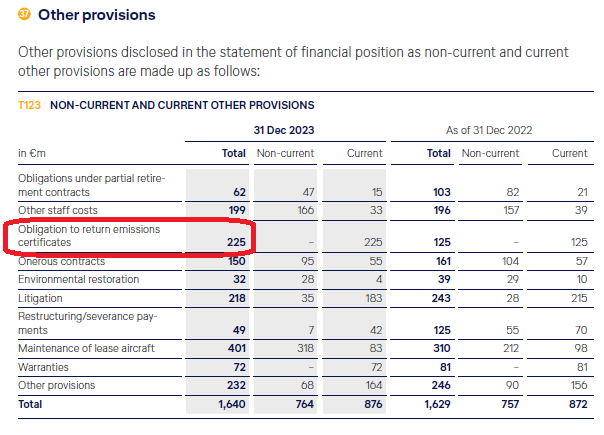 37 Other provisions
Other provisions disclosed in the statement of financial position as non-current and current
other provisions are made up as follows:
T123 NON-CURRENT AND CURRENT OTHER PROVISIONS
31 Dec 2023 As of 31 Dec 2022
in €m Total Non-current Current Total Non-current Current
Obligations under partial retire-
ment contracts 62 47 15 103 82 21
Other staff costs 199 166 33 196 157 39
Obligation to return emissions
certificates 225 – 225 125 – 125
Onerous contracts 150 95 55 161 104 57
Environmental restoration 32 28 4 39 29 10
Litigation 218 35 183 243 28 215
Restructuring/severance pay-
ments 49 7 42 125 55 70
Maintenance of lease aircraft 401 318 83 310 212 98
Warranties 72 – 72 81 – 81
Other provisions 232 68 164 246 90 156
Total 1,640 764 876 1,629 757 872